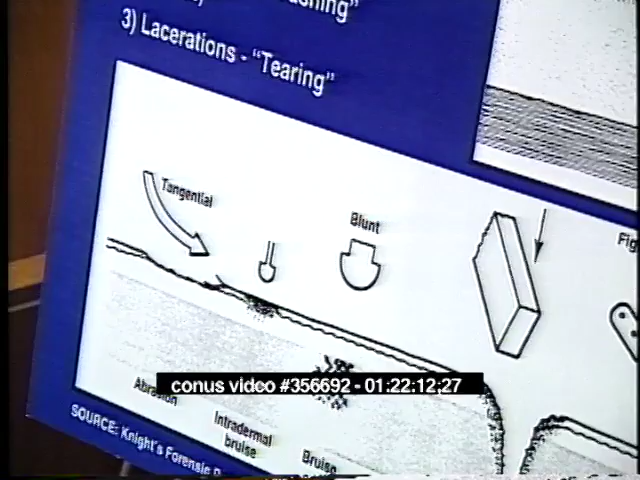 3) Lacerations - "Tearing"
Tangential
Blunt
Fig
conus video #356692 - 01:22:12;27
Abrasion
Intradermal
bruise
Bruise
SOURCE: Knight's Forensic